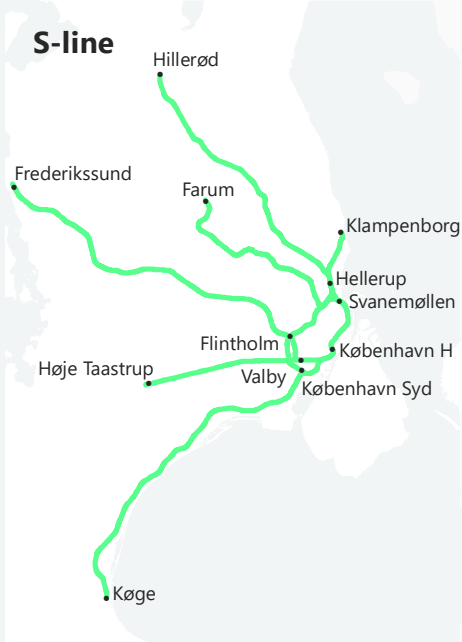 S-line
Hillerød
Frederikssund
Farum
Klampenborg
Hellerup
Svanemøllen
Flintholm
København H
Høje Taastrup
Valby
København Syd
Køge